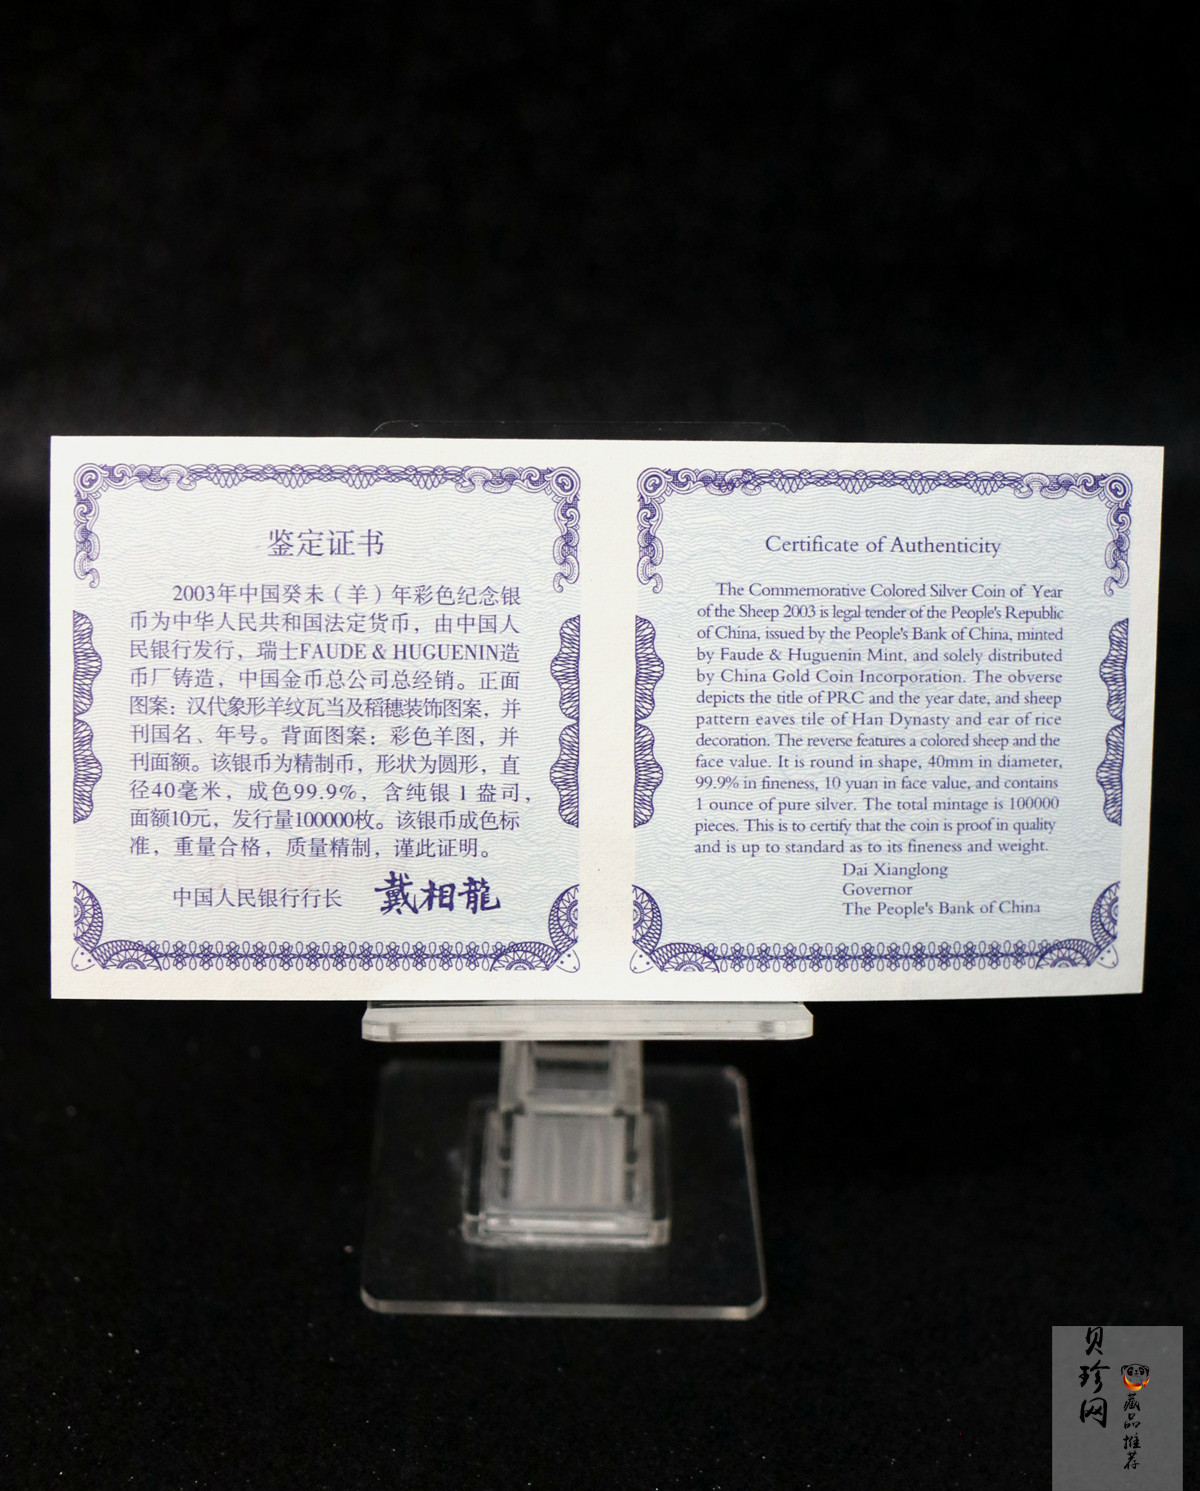 鉴定证书
2003年中国癸未（羊）年彩色纪念银
币为中华人民共和国法定货币，由中国人
民银行发行，瑞士FAUDE & HUGUENIN造
币厂铸造，中国金币总公司总经销。正面
图案：汉代象形羊纹瓦当及稻穗装饰图案，并
刊国名、年号。背面图案：彩色羊图，并
刊面额。该银币为精制币，形状为圆形，直
径40毫米，成色99.9%，含纯银1盎司，
面额10元，发行量100000枚。该银币成色标
准，重量合格，质量精制，谨此证明。
中国人民银行行长 戴相龍
Certificate of Authenticity
The Commemorative Colored Silver Coin of Year
of the Sheep 2003 is legal tender of the People's Republic
of China, issued by the People's Bank of China, minted
by Faude & Huguenin Mint, and solely distributed
by China Gold Coin Incorporation. The obverse
depicts the title of PRC and the year date, and sheep
pattern eaves tile of Han Dynasty and ear of rice
decoration. The reverse features a colored sheep and the
face value. It is round in shape, 40mm in diameter,
99.9% in fineness, 10 yuan in face value, and contains
1 ounce of pure silver. The total mintage is 100000
pieces. This is to certify that the coin is proof in quality
and is up to standard as to its fineness and weight.
Dai Xianglong
Governor
The People's Bank of China
贝珍网
藏品推荐